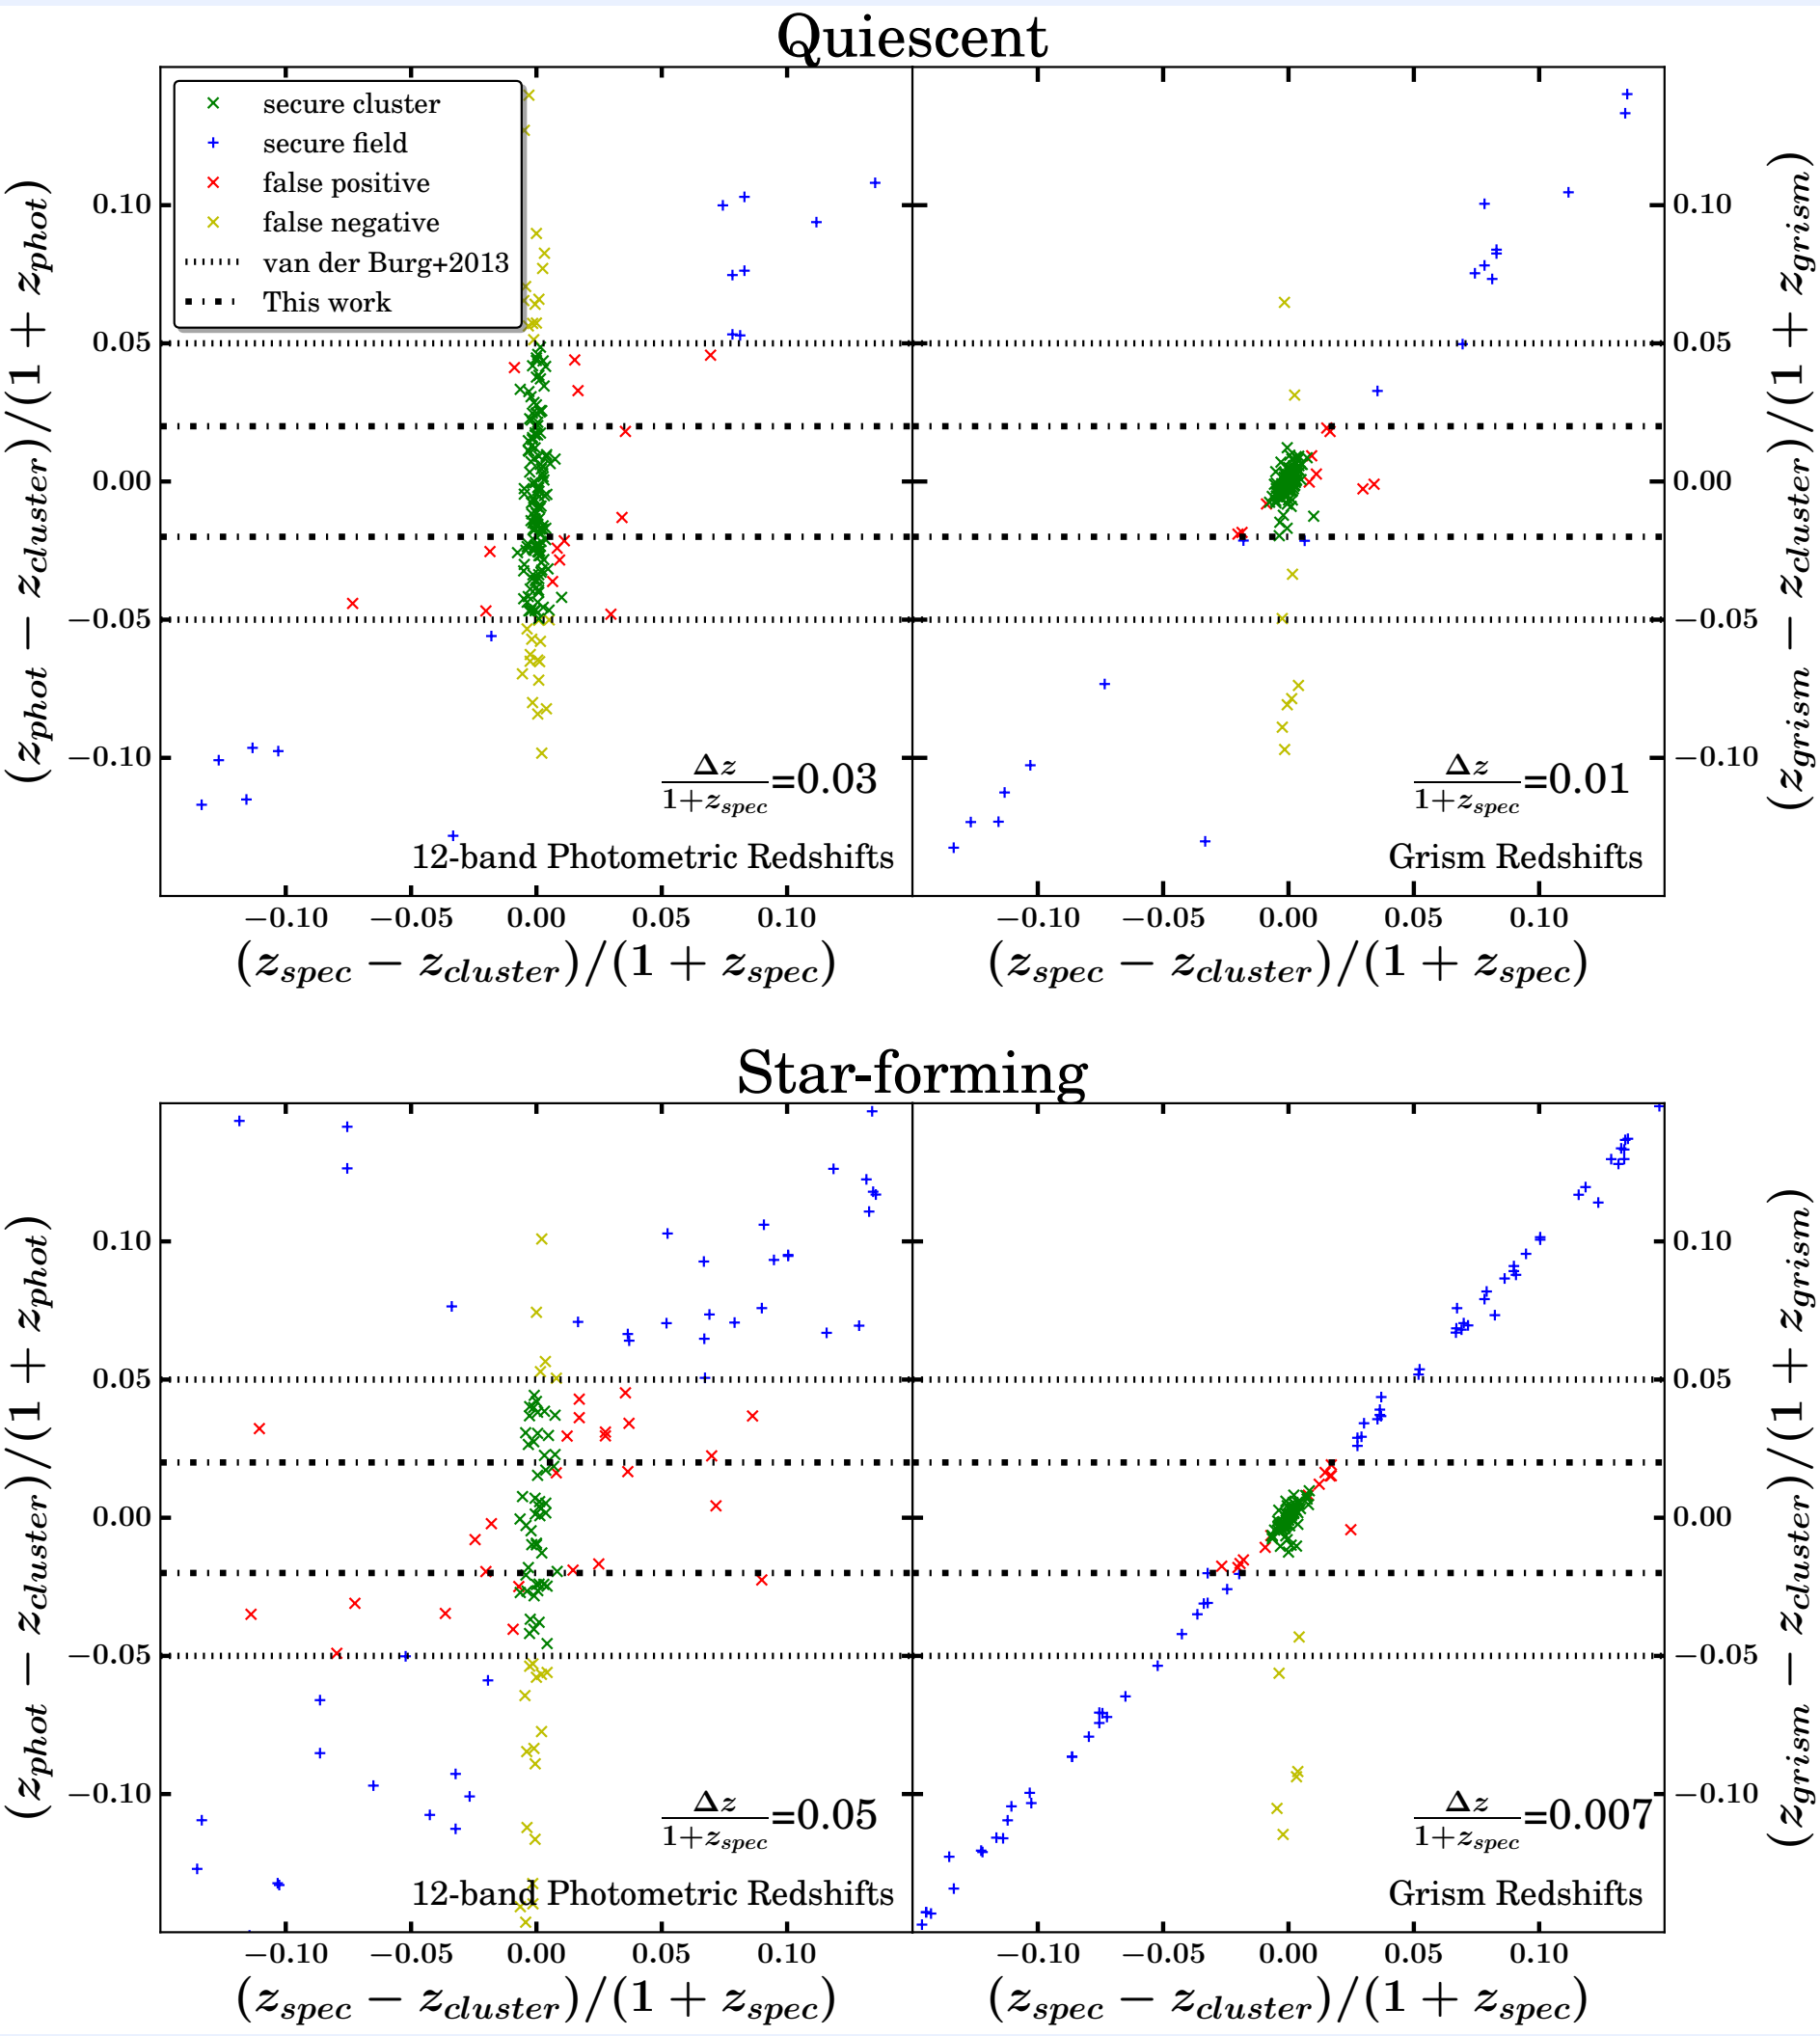 Quiescent
secure cluster
secure field
false positive
false negative
van der Burg+2013
This work
(z_phot − z_cluster)/(1 + z_phot)
0.10
0.05
0.00
−0.05
−0.10
Δz/(1+z_spec)=0.03
12-band Photometric Redshifts
−0.10 −0.05 0.00 0.05 0.10
(z_spec − z_cluster)/(1 + z_spec)
Δz/(1+z_spec)=0.01
Grism Redshifts
−0.10 −0.05 0.00 0.05 0.10
(z_spec − z_cluster)/(1 + z_spec)
0.10
0.05
0.00
−0.05
−0.10
(z_grism − z_cluster)/(1 + z_grism)
Star-forming
(z_phot − z_cluster)/(1 + z_phot)
0.10
0.05
0.00
−0.05
−0.10
Δz/(1+z_spec)=0.05
12-band Photometric Redshifts
−0.10 −0.05 0.00 0.05 0.10
(z_spec − z_cluster)/(1 + z_spec)
Δz/(1+z_spec)=0.007
Grism Redshifts
−0.10 −0.05 0.00 0.05 0.10
(z_spec − z_cluster)/(1 + z_spec)
0.10
0.05
0.00
−0.05
−0.10
(z_grism − z_cluster)/(1 + z_grism)